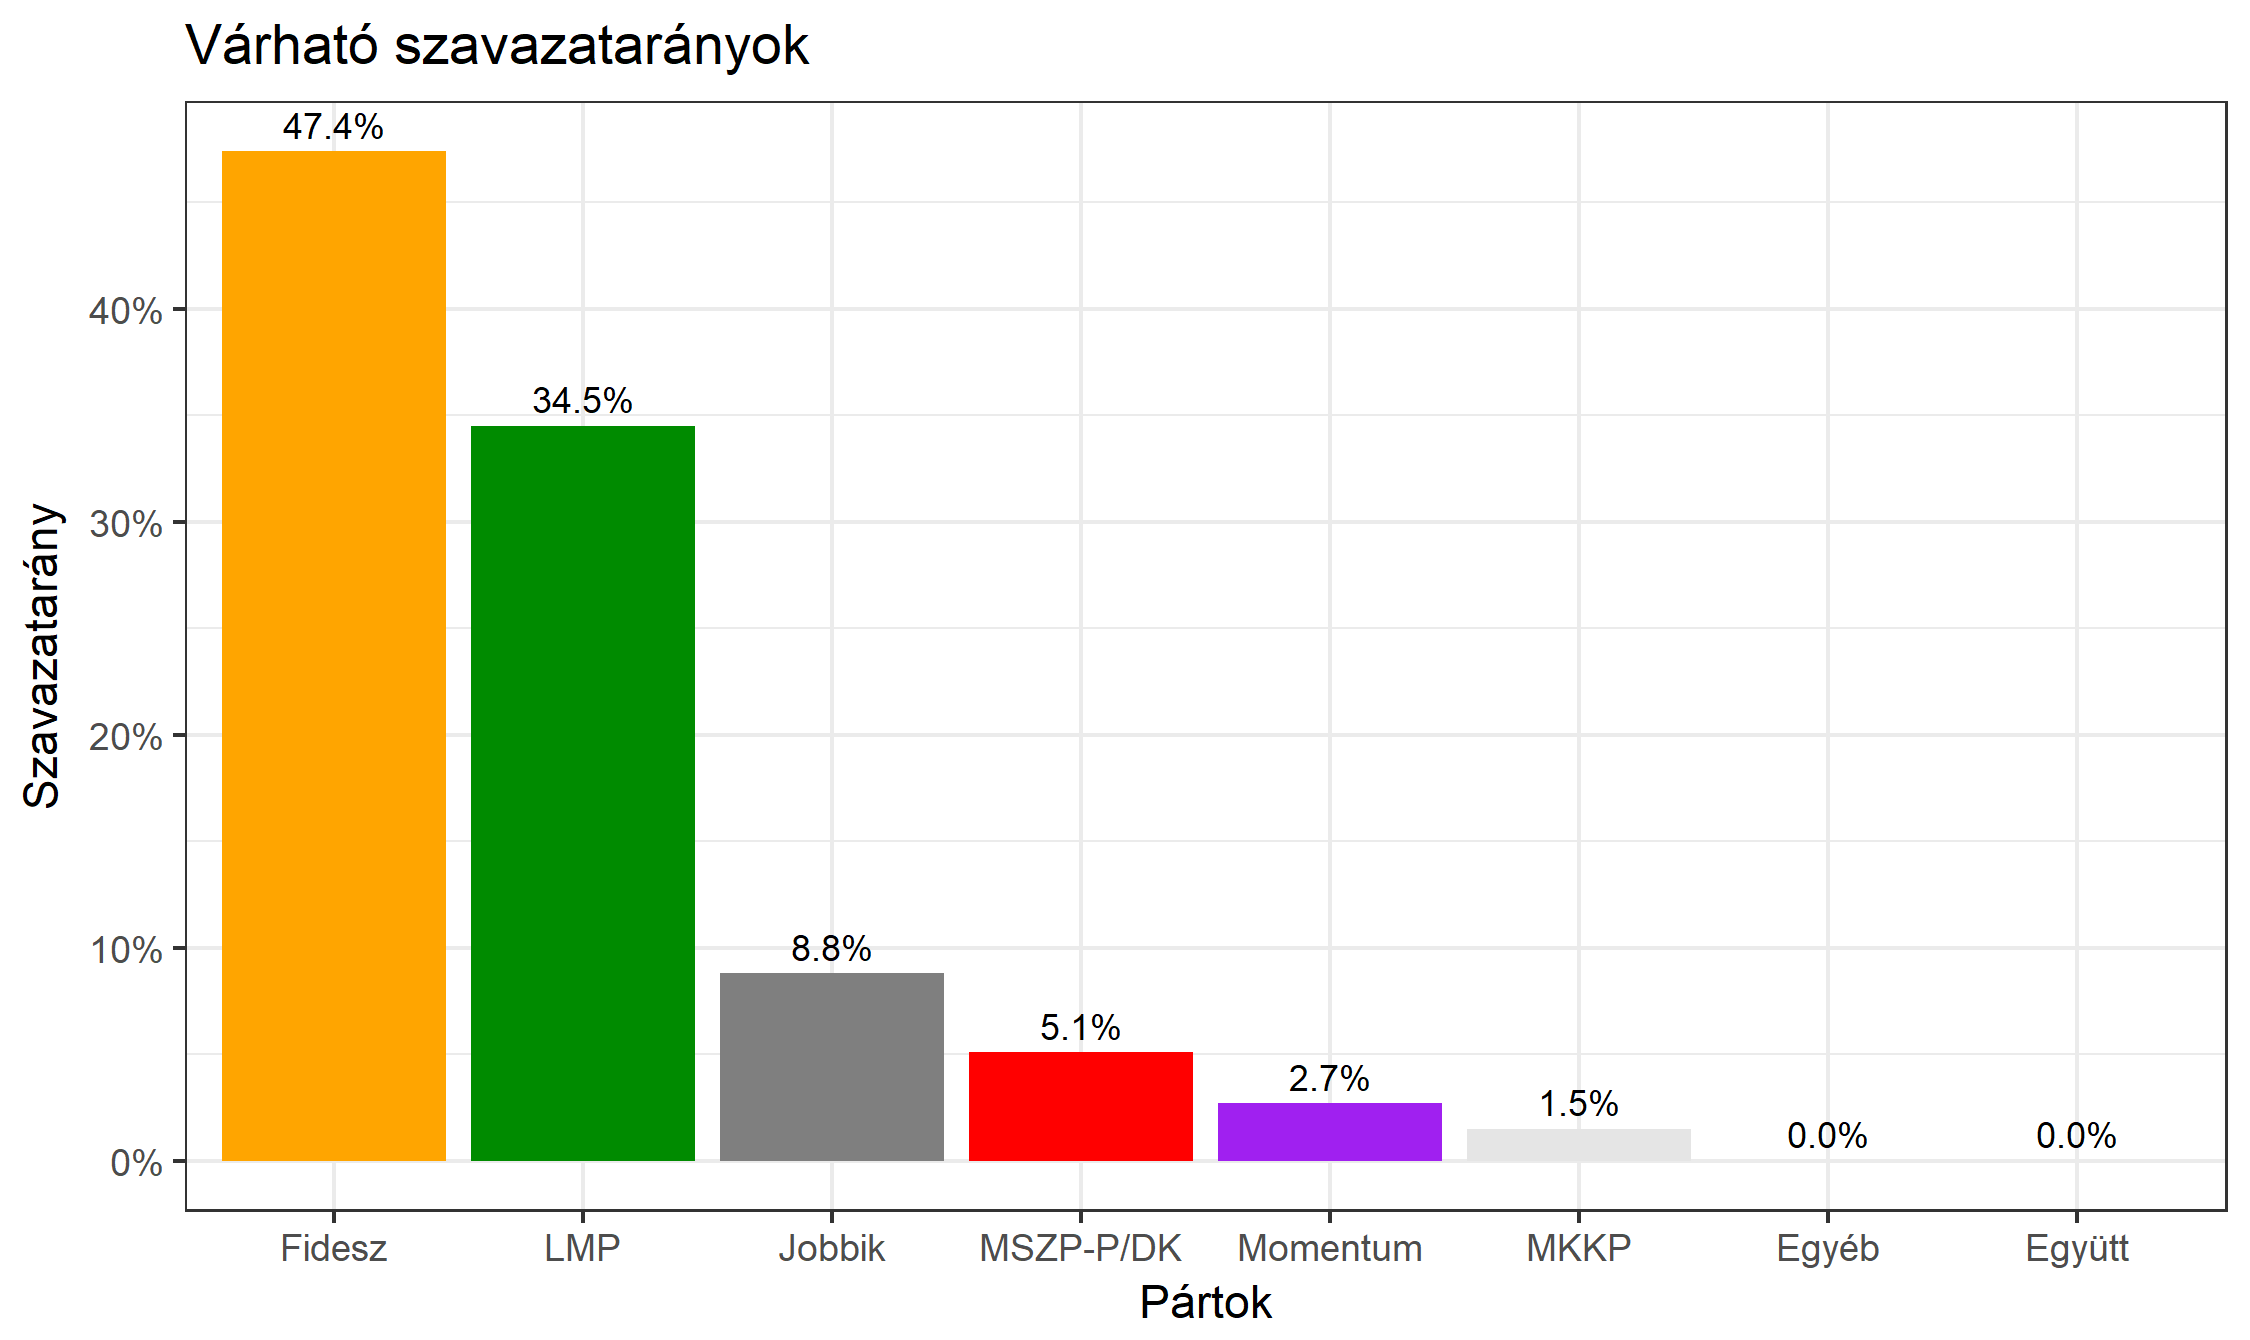 Várható szavazatarányok
47.4%
34.5%
8.8%
5.1%
2.7%
1.5%
0.0%
0.0%
40%
30%
20%
10%
0%
Szavazatarány
Fidesz
LMP
Jobbik
MSZP-P/DK
Momentum
MKKP
Egyéb
Együtt
Pártok